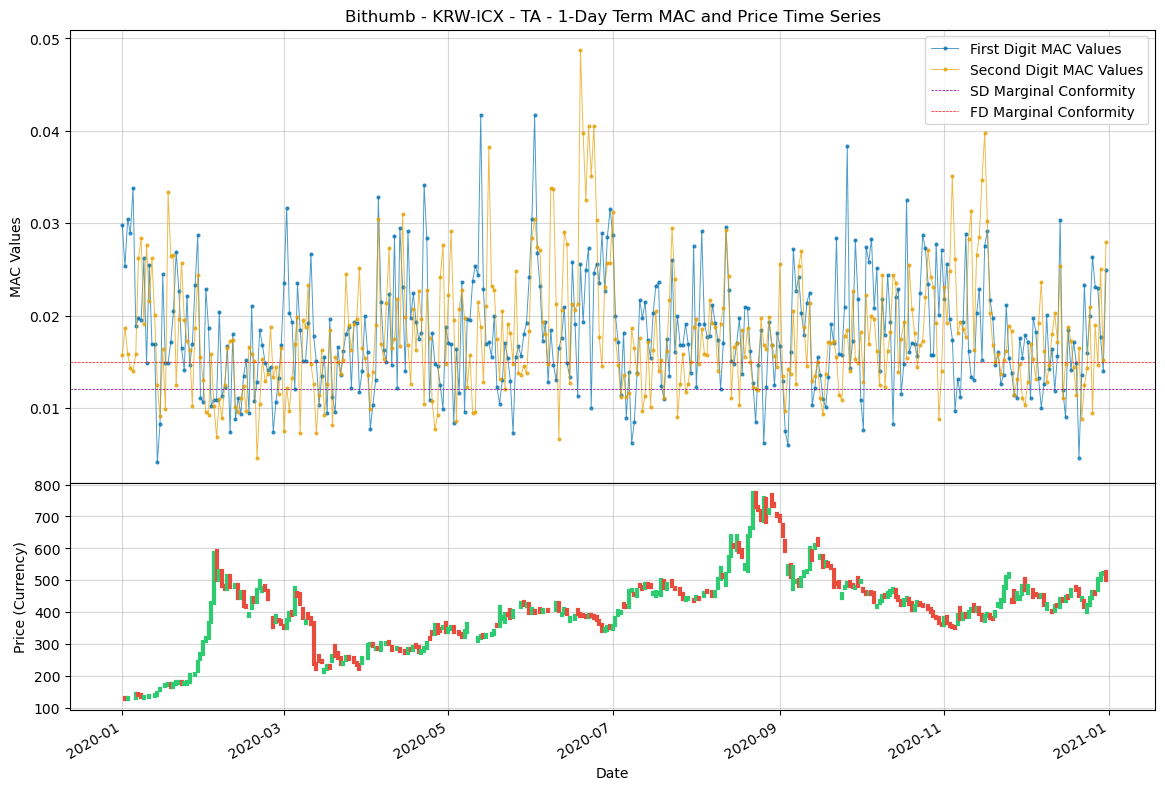 Bithumb - KRW-ICX - TA - 1-Day Term MAC and Price Time Series
First Digit MAC Values
Second Digit MAC Values
SD Marginal Conformity
FD Marginal Conformity
MAC Values
0.05
0.04
0.03
0.02
0.01
Price (Currency)
800
700
600
500
400
300
200
100
2020-01
2020-03
2020-05
2020-07
2020-09
2020-11
2021-01
Date